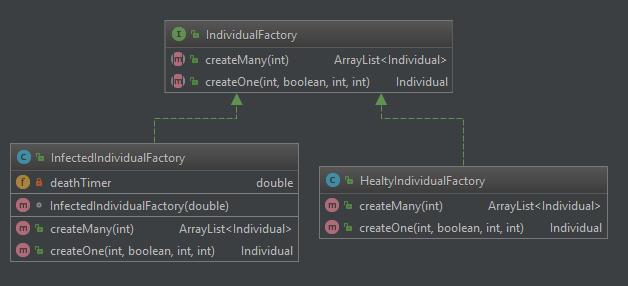 I IndividualFactory
m createMany(int) ArrayList<Individual>
m createOne(int, boolean, int, int) Individual
C InfectedIndividualFactory
f deathTimer double
m InfectedIndividualFactory(double)
m createMany(int) ArrayList<Individual>
m createOne(int, boolean, int, int) Individual
C HealtyIndividualFactory
m createMany(int) ArrayList<Individual>
m createOne(int, boolean, int, int) Individual